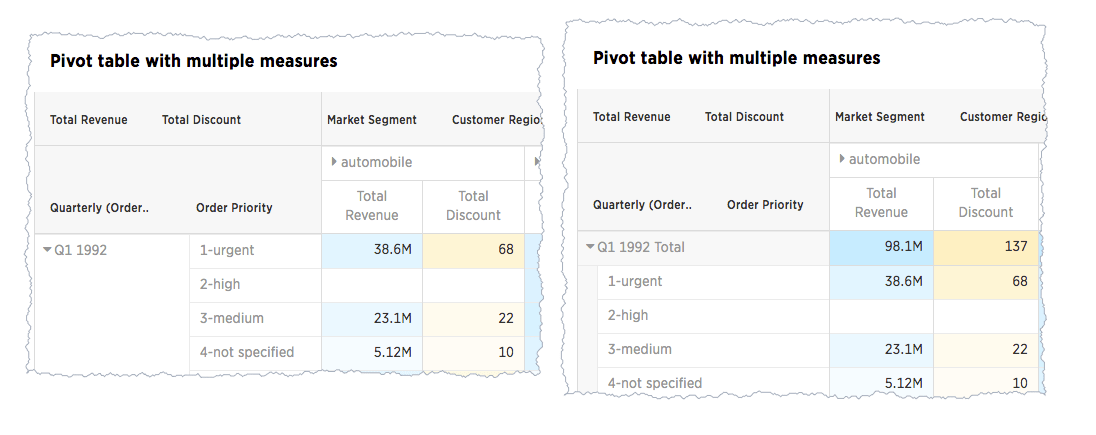 Pivot table with multiple measures
Total Revenue Total Discount Market Segment Customer Regio
automobile
Quarterly (Order.. Order Priority Total Revenue Total Discount
Q1 1992 1-urgent 38.6M 68
2-high
3-medium 23.1M 22
4-not specified 5.12M 10
Pivot table with multiple measures
Total Revenue Total Discount Market Segment Customer Regio
automobile
Quarterly (Order.. Order Priority Total Revenue Total Discount
Q1 1992 Total 98.1M 137
1-urgent 38.6M 68
2-high
3-medium 23.1M 22
4-not specified 5.12M 10